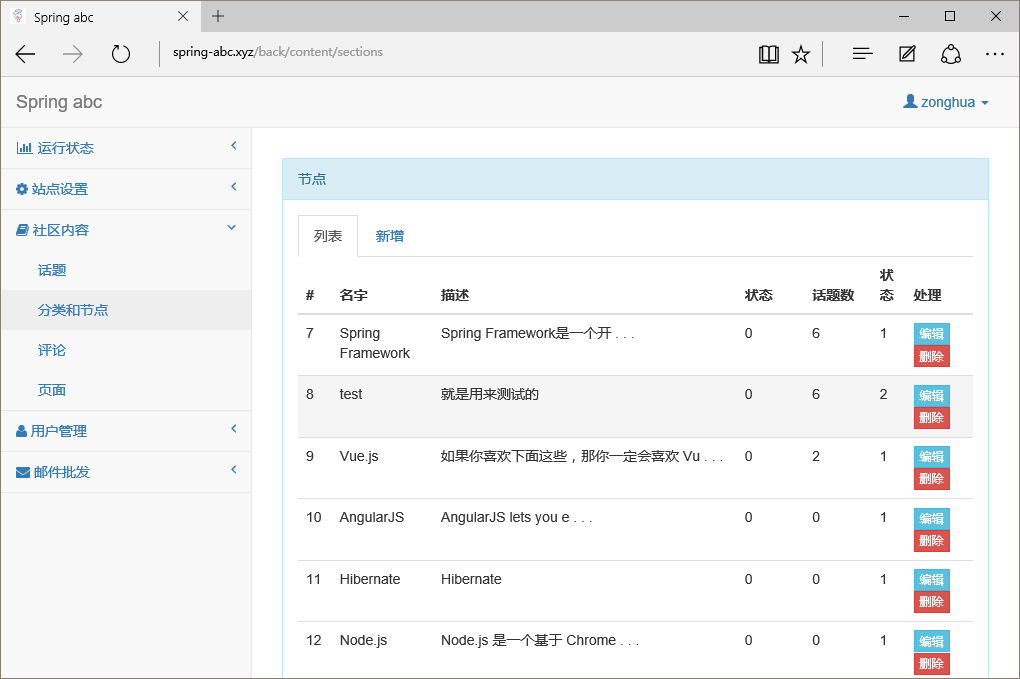 Spring abc
spring-abc.xyz/back/content/sections
Spring abc
zonghua
运行状态
站点设置
社区内容
话题
分类和节点
评论
页面
用户管理
邮件批发
节点
列表 新增
# 名字 描述 状态 话题数 状态 处理
7 Spring Framework Spring Framework是一个开 . . . 0 6 1 编辑
删除
8 test 就是用来测试的 0 6 2 编辑
删除
9 Vue.js 如果你喜欢下面这些，那你一定会喜欢 Vu . . . 0 2 1 编辑
删除
10 AngularJS AngularJS lets you e . . . 0 0 1 编辑
删除
11 Hibernate Hibernate 0 0 1 编辑
删除
12 Node.js Node.js 是一个基于 Chrome . . . 0 0 1 编辑
删除